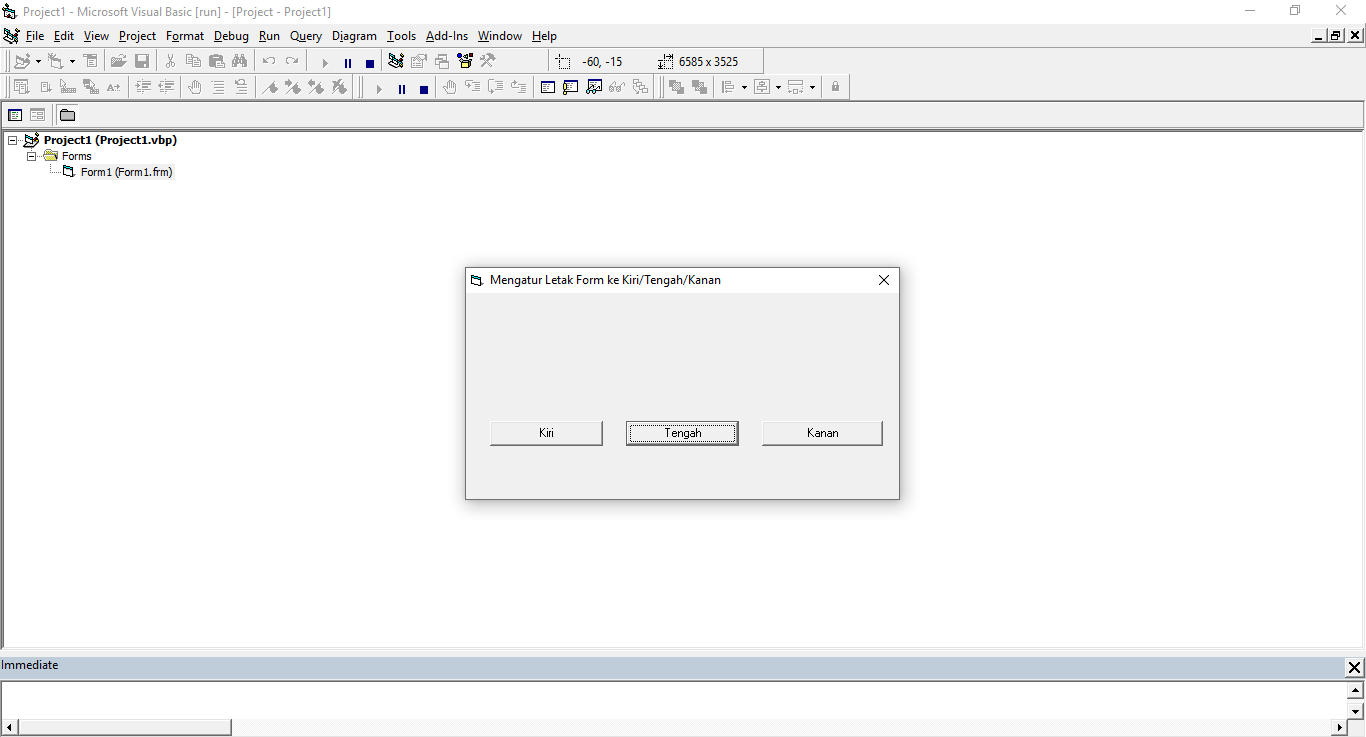 Project1 - Microsoft Visual Basic [run] - [Project - Project1]
File Edit View Project Format Debug Run Query Diagram Tools Add-Ins Window Help
-60, -15 6585 x 3525
Project1 (Project1.vbp)
Forms
Form1 (Form1.frm)
Mengatur Letak Form ke Kiri/Tengah/Kanan
Kiri Tengah Kanan
Immediate